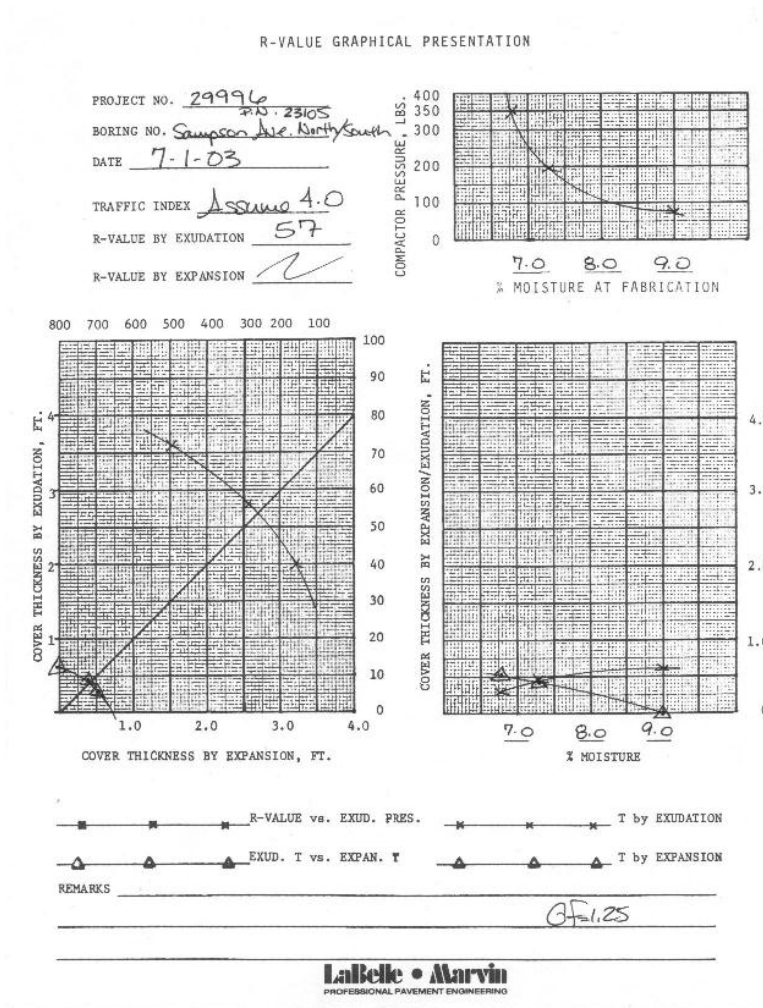 R-VALUE GRAPHICAL PRESENTATION
PROJECT NO. 29996
P.N. 23105
BORING NO. Sampson Ave. North/South
DATE 7-1-03
TRAFFIC INDEX Assume 4.0
R-VALUE BY EXUDATION 57
R-VALUE BY EXPANSION
COMPACTOR PRESSURE, LBS.
400
350
300
200
100
0
7.0 8.0 9.0
% MOISTURE AT FABRICATION
800 700 600 500 400 300 200 100
100
90
80
70
60
50
40
30
20
10
0
COVER THICKNESS BY EXUDATION, FT.
4
3
2
1
1.0 2.0 3.0 4.0
COVER THICKNESS BY EXPANSION, FT.
COVER THICKNESS BY EXPANSION/EXUDATION, FT.
4.
3.
2.
1.0
7.0 8.0 9.0
% MOISTURE
R-VALUE vs. EXUD. PRES.
T by EXUDATION
EXUD. T vs. EXPAN. T
T by EXPANSION
REMARKS
Gf=1.25
LaBelle • Marvin
PROFESSIONAL PAVEMENT ENGINEERING